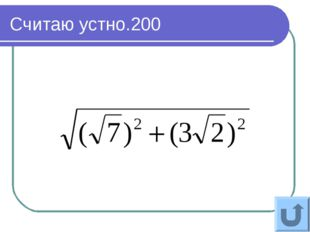 Считаю устно.200
√((√7)² + (3√2)²)